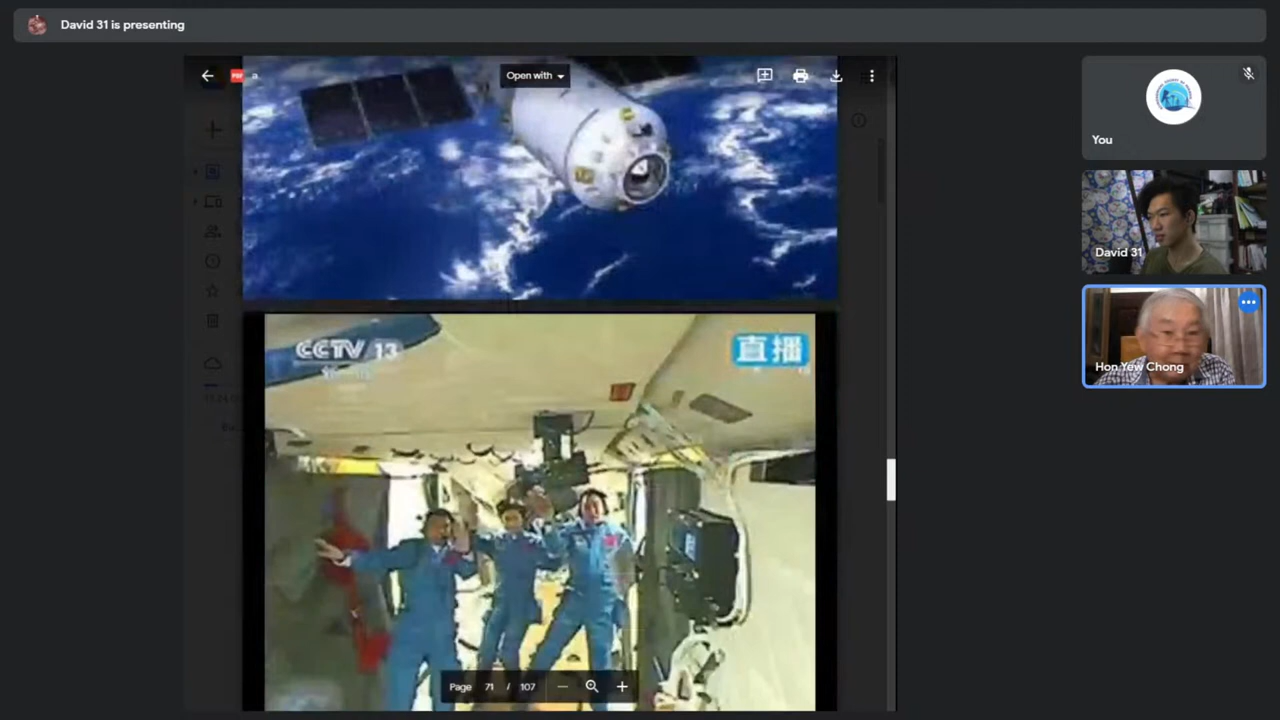 David 31 is presenting
PDF a
Open with
You
David 31
Hon Yew Chong
CCTV 13
直播
Page 71 / 107